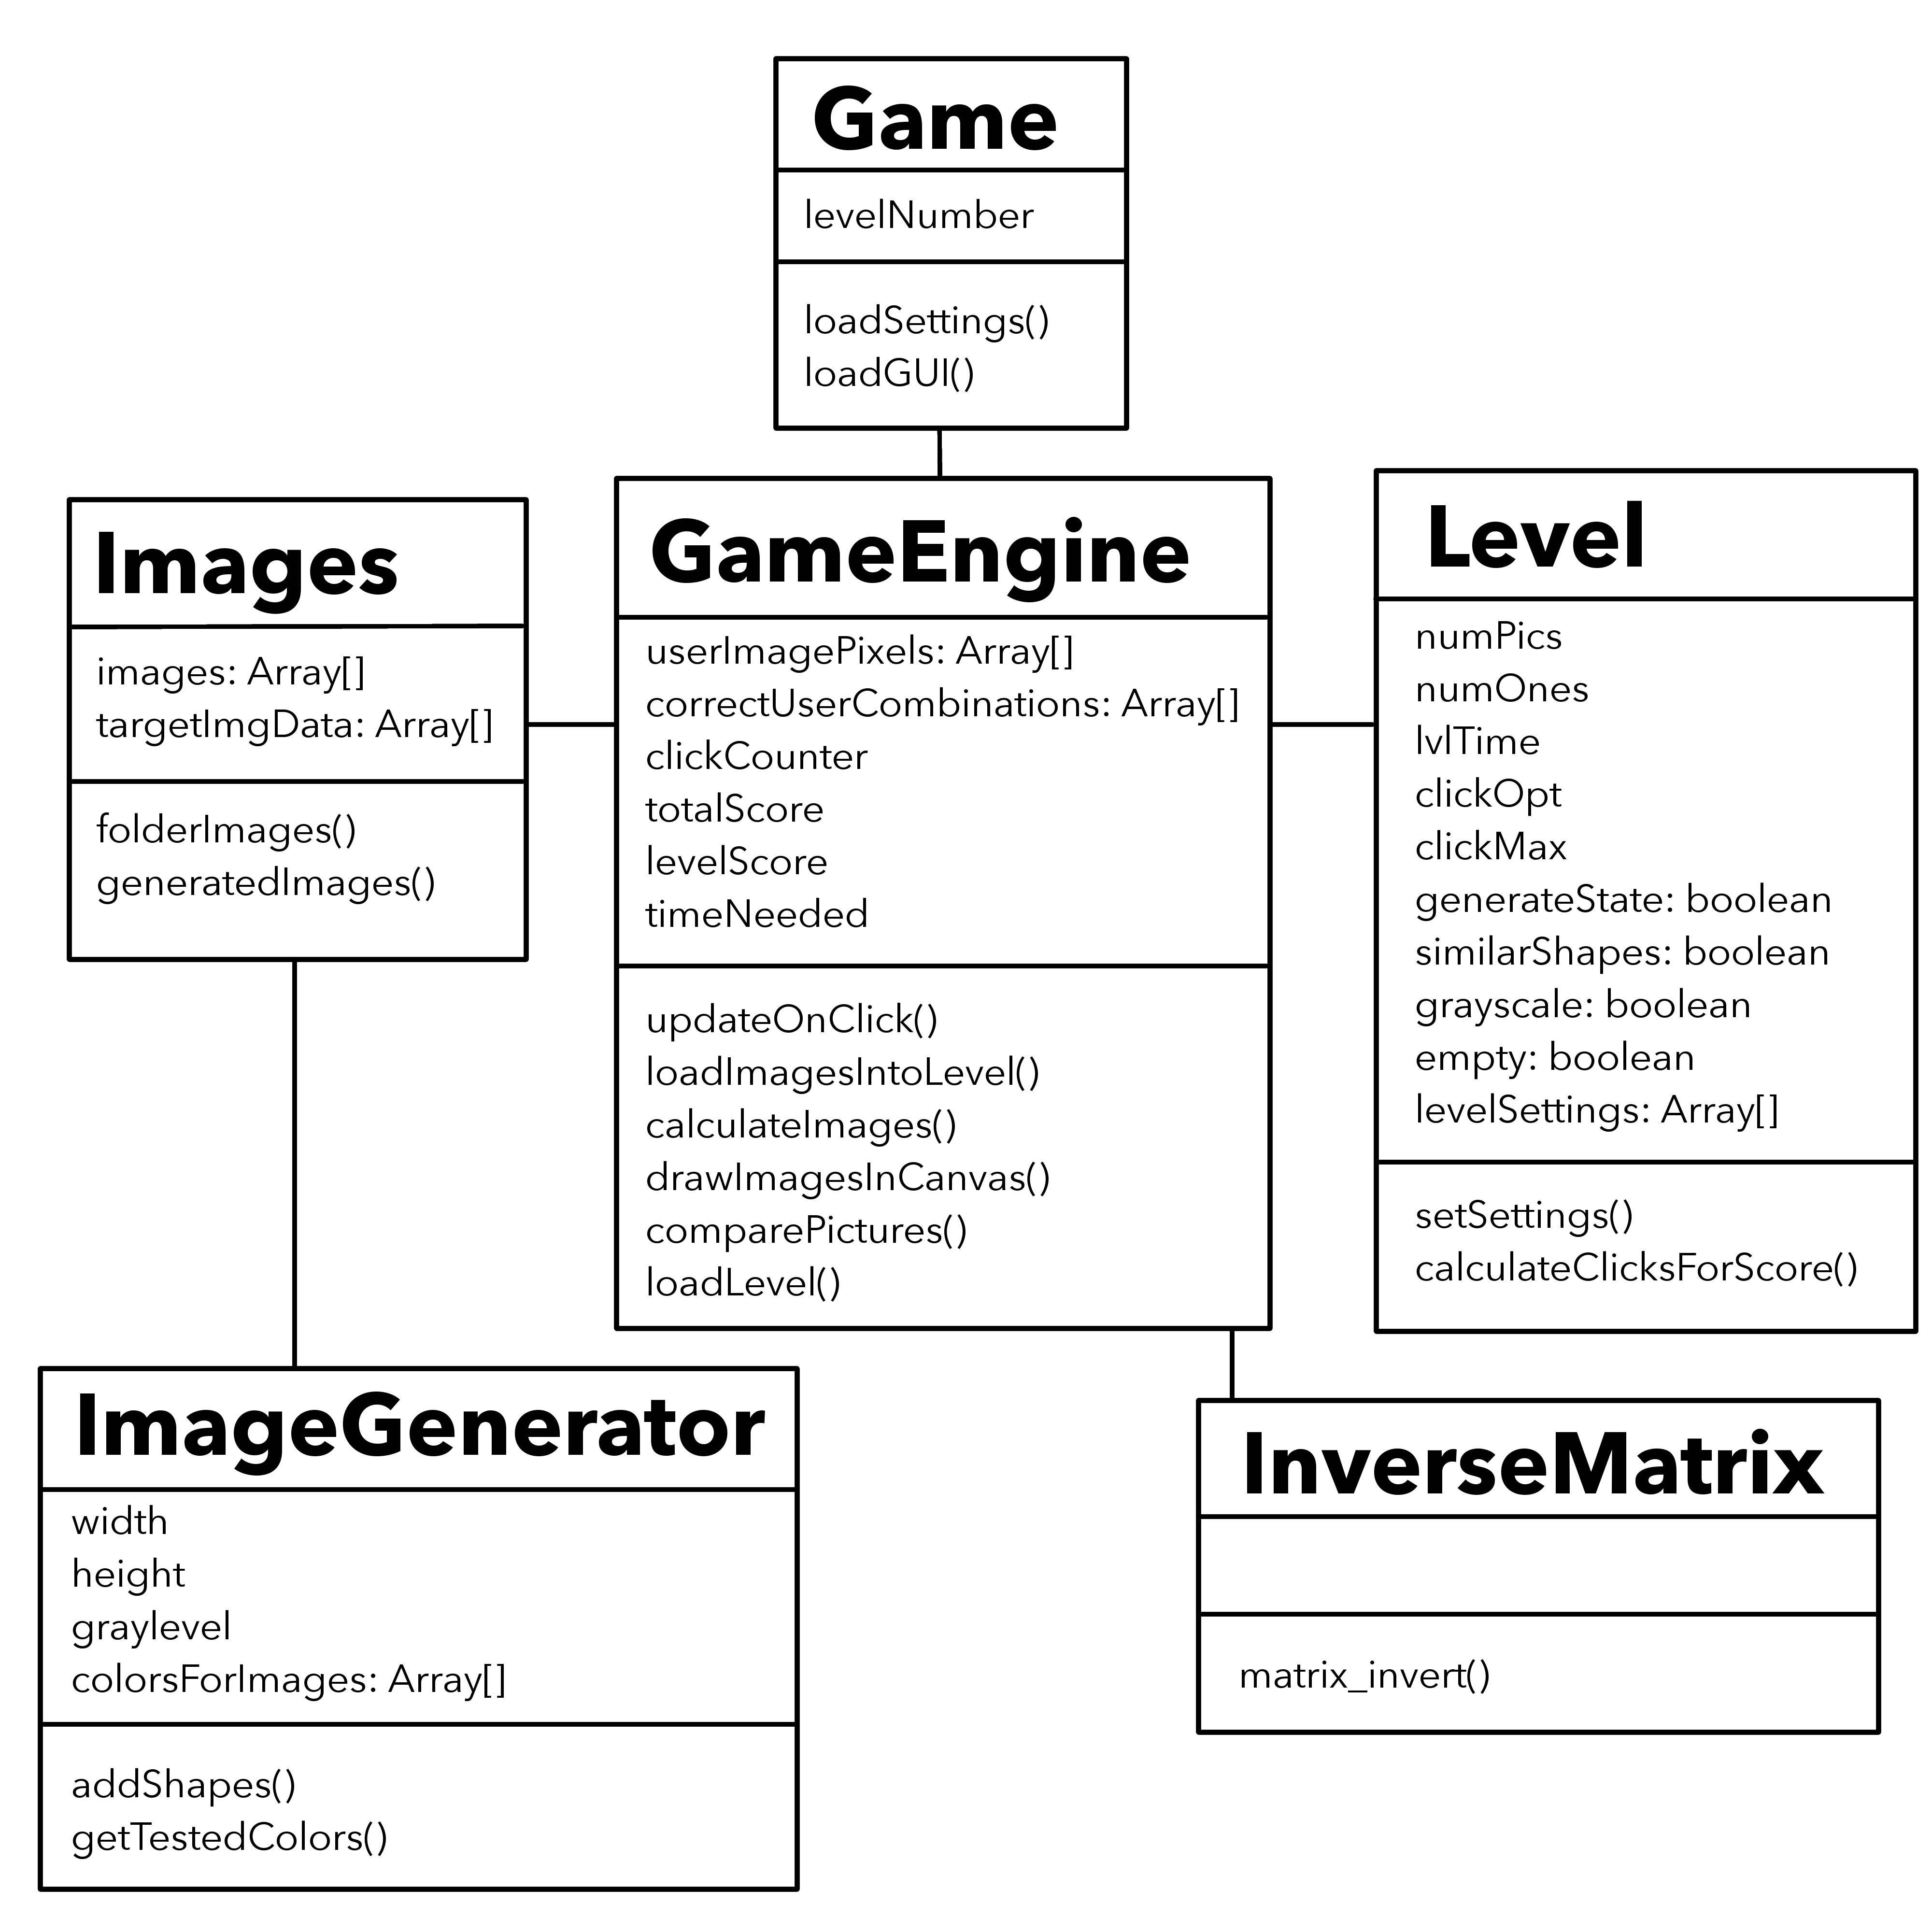 Game
levelNumber
loadSettings()
loadGUI()
Images
images: Array[]
targetImgData: Array[]
folderImages()
generatedImages()
GameEngine
userImagePixels: Array[]
correctUserCombinations: Array[]
clickCounter
totalScore
levelScore
timeNeeded
updateOnClick()
loadImagesIntoLevel()
calculateImages()
drawImagesInCanvas()
comparePictures()
loadLevel()
Level
numPics
numOnes
lvlTime
clickOpt
clickMax
generateState: boolean
similarShapes: boolean
grayscale: boolean
empty: boolean
levelSettings: Array[]
setSettings()
calculateClicksForScore()
ImageGenerator
width
height
graylevel
colorsForImages: Array[]
addShapes()
getTestedColors()
InverseMatrix
matrix_invert()